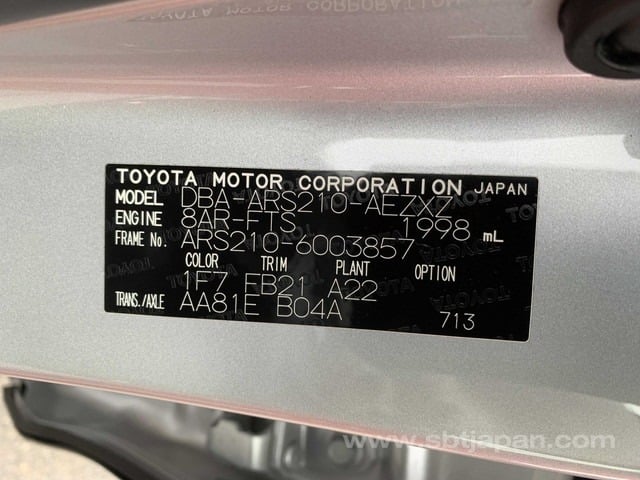 TOYOTA MOTOR CORPORATION JAPAN
MODEL DBA-ARS210-AEZXZ
ENGINE 8AR-FTS 1998 mL
FRAME No. ARS210-6003857
COLOR TRIM PLANT OPTION
1F7 FB21 A22
TRANS./AXLE AA81E B04A
713
www.sbtjapan.com